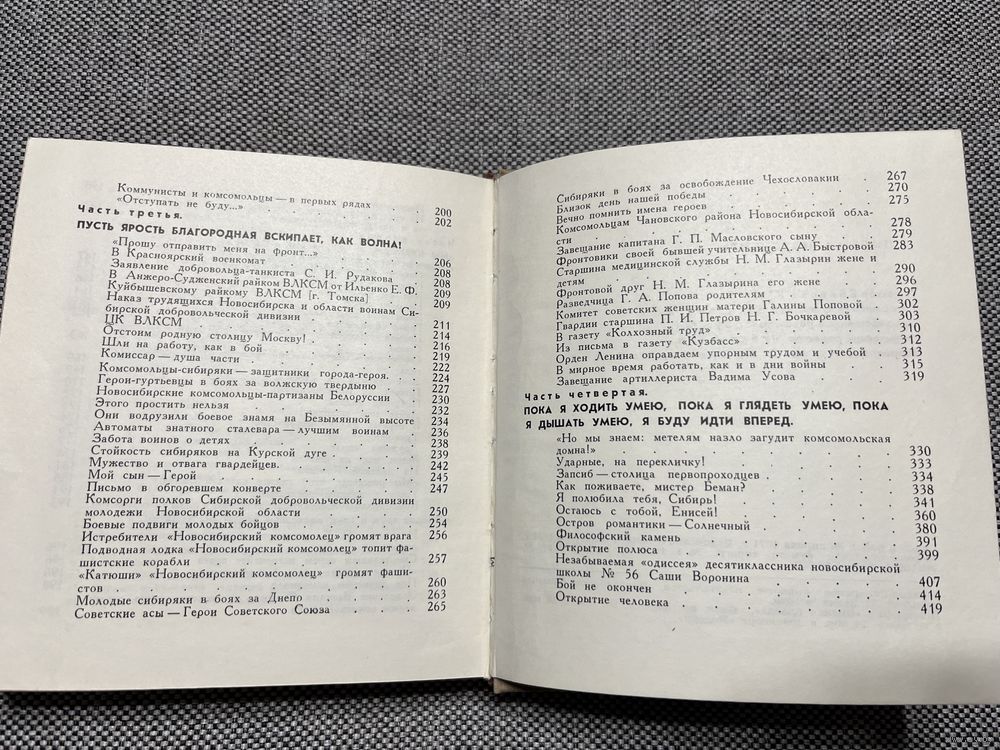 Коммунисты и комсомольцы — в первых рядах . . . 200
«Отступать не буду...» . . . 202
Часть третья.
ПУСТЬ ЯРОСТЬ БЛАГОРОДНАЯ ВСКИПАЕТ, КАК ВОЛНА!
«Прошу отправить меня на фронт...» . . . 206
В Красноярский военкомат . . . 208
Заявление добровольца-танкиста С. И. Рудакова . 208
В Анжеро-Судженский райком ВЛКСМ от Ильенко Е. Ф. 209
Куйбышевскому райкому ВЛКСМ [г. Томска] . . . 209
Наказ трудящихся Новосибирска и области воинам Си-
бирской добровольческой дивизии . . . 211
ЦК ВЛКСМ . . . 214
Отстоим родную столицу Москву! . . . 216
Шли на работу, как в бой . . . 219
Комиссар — душа части . . . 222
Комсомольцы-сибиряки — защитники города-героя. . . 224
Герои-гуртьевцы в боях за волжскую твердыню . . 227
Новосибирские комсомольцы-партизаны Белоруссии . 230
Этого простить нельзя . . . 232
Они водрузили боевое знамя на Безымянной высоте 234
Автоматы знатного сталевара — лучшим воинам . . 236
Забота воинов о детях . . . 238
Стойкость сибиряков на Курской дуге . . . 239
Мужество и отвага гвардейцев. . . . 242
Мой сын — Герой . . . 245
Письмо в обгоревшем конверте . . . 247
Комсорги полков Сибирской добровольческой дивизии
молодежи Новосибирской области . . . 250
Боевые подвиги молодых бойцов . . . 254
Истребители «Новосибирский комсомолец» громят врага 256
Подводная лодка «Новосибирский комсомолец» топит фа-
шистские корабли . . . 257
«Катюши» «Новосибирский комсомолец» громят фаши-
стов . . . 260
Молодые сибиряки в боях за Днепр . . . 263
Советские асы — Герои Советского Союза . . . 265
Сибиряки в боях за освобождение Чехословакии . 267
Близок день нашей победы . . . 270
Вечно помнить имена героев . . . 275
Комсомольцам Чановского района Новосибирской обла-
сти . . . 278
Завещание капитана Г. П. Масловского сыну . . . 279
Фронтовики своей бывшей учительнице А. А. Быстровой 283
Старшина медицинской службы Н. М. Глазырин жене и
детям . . . 290
Фронтовой друг Н. М. Глазырина его жене . . . 296
Разведчица Г. А. Попова родителям . . . 297
Комитет советских женщин матери Галины Поповой . 302
Гвардии старшина П. И. Петров Н. Г. Бочкаревой . 303
В газету «Колхозный труд» . . . 310
Из письма в газету «Кузбасс» . . . 312
Орден Ленина оправдаем упорным трудом и учебой . 313
В мирное время работать, как и в дни войны . . 315
Завещание артиллериста Вадима Усова . . . 319
Часть четвертая.
ПОКА Я ХОДИТЬ УМЕЮ, ПОКА Я ГЛЯДЕТЬ УМЕЮ, ПОКА
Я ДЫШАТЬ УМЕЮ, Я БУДУ ИДТИ ВПЕРЕД.
«Но мы знаем: метелям назло загудит комсомольская
домна!» . . . 330
Ударные, на перекличку! . . . 333
Запсиб — столица первопроходцев . . . 334
Как поживаете, мистер Беман? . . . 338
Я полюбила тебя, Сибирь! . . . 341
Остаюсь с тобой, Енисей! . . . 360
Остров романтики — Солнечный . . . 380
Философский камень . . . 391
Открытие полюса . . . 399
Незабываемая «одиссея» десятиклассника новосибирской
школы № 56 Саши Воронина . . . 407
Бой не окончен . . . 414
Открытие человека . . . 419